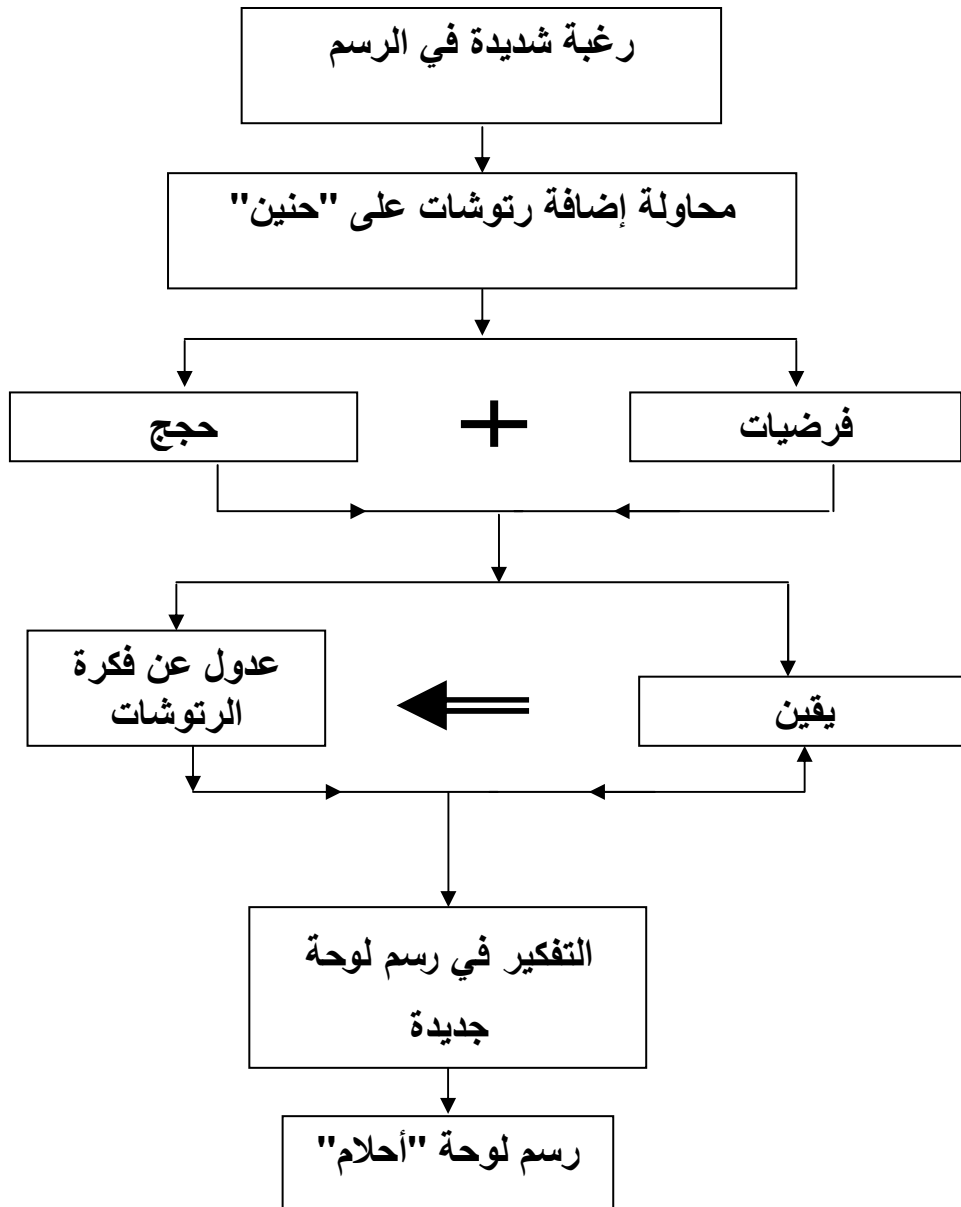 رغبة شديدة في الرسم
محاولة إضافة رتوشات على "حنين"
فرضيات
+
حجج
يقين
عدول عن فكرة
الرتوشات
التفكير في رسم لوحة
جديدة
رسم لوحة "أحلام"